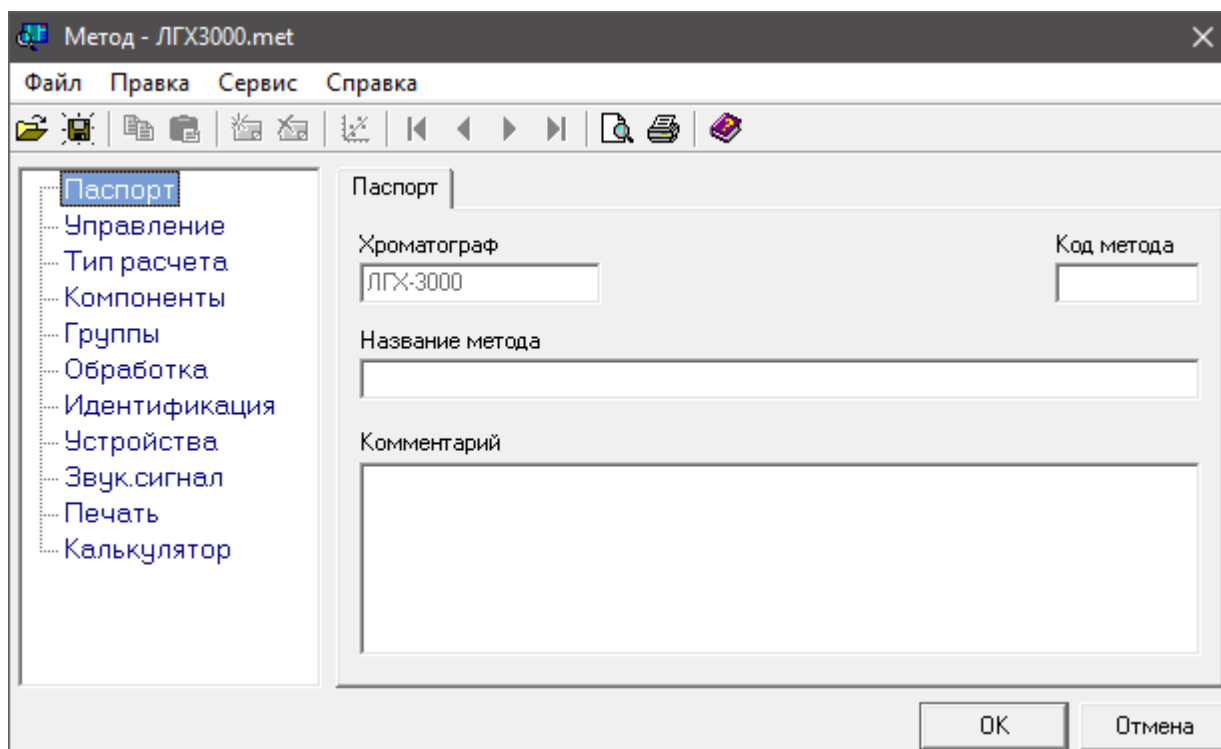 Метод - ЛГХ3000.met
Файл Правка Сервис Справка
Паспорт
Управление
Тип расчета
Компоненты
Группы
Обработка
Идентификация
Устройства
Звук.сигнал
Печать
Калькулятор
Паспорт
Хроматограф
Код метода
ЛГХ-3000
Название метода
Комментарий
OK
Отмена